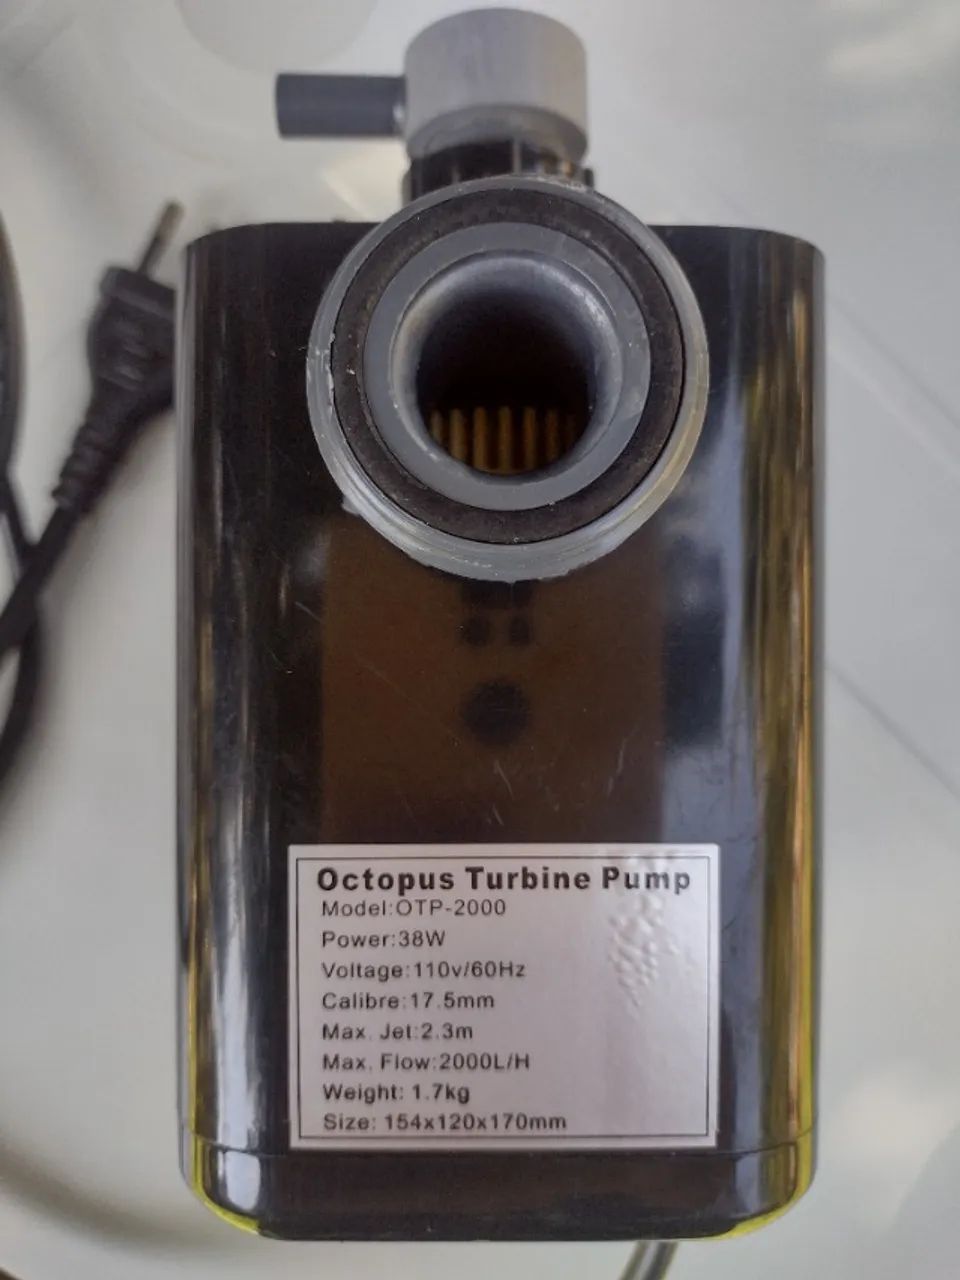 Octopus Turbine Pump
Model:OTP-2000
Power:38W
Voltage:110v/60Hz
Calibre:17.5mm
Max. Jet:2.3m
Max. Flow:2000L/H
Weight: 1.7kg
Size: 154x120x170mm